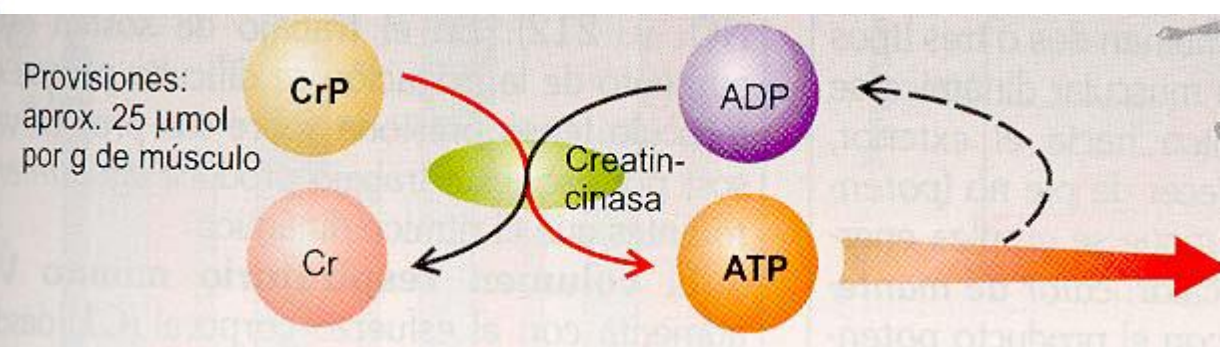 Provisiones:
aprox. 25 µmol
por g de músculo
CrP
ADP
Creatin-
cinasa
Cr
ATP